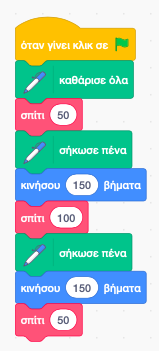 όταν γίνει κλικ σε
καθάρισε όλα
σπίτι 50
σήκωσε πένα
κινήσου 150 βήματα
σπίτι 100
σήκωσε πένα
κινήσου 150 βήματα
σπίτι 50